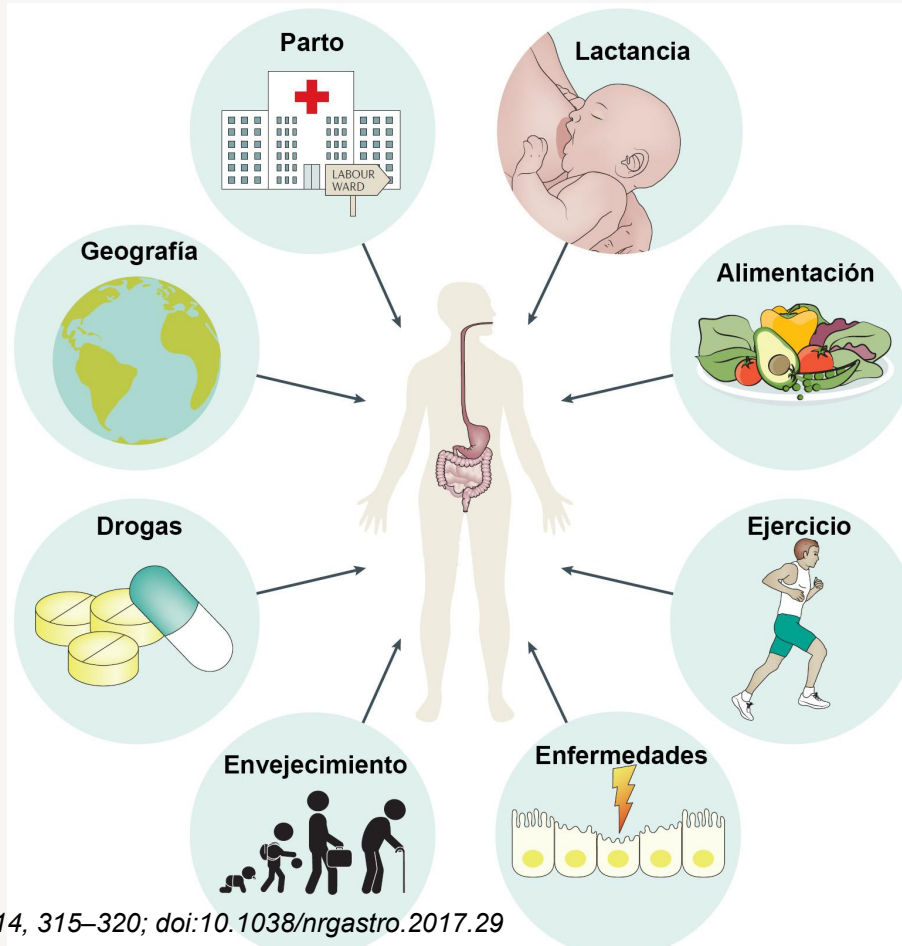 Parto
Lactancia
LABOUR
WARD
Geografía
Alimentación
Drogas
Ejercicio
Envejecimiento
Enfermedades
14, 315–320; doi:10.1038/nrgastro.2017.29